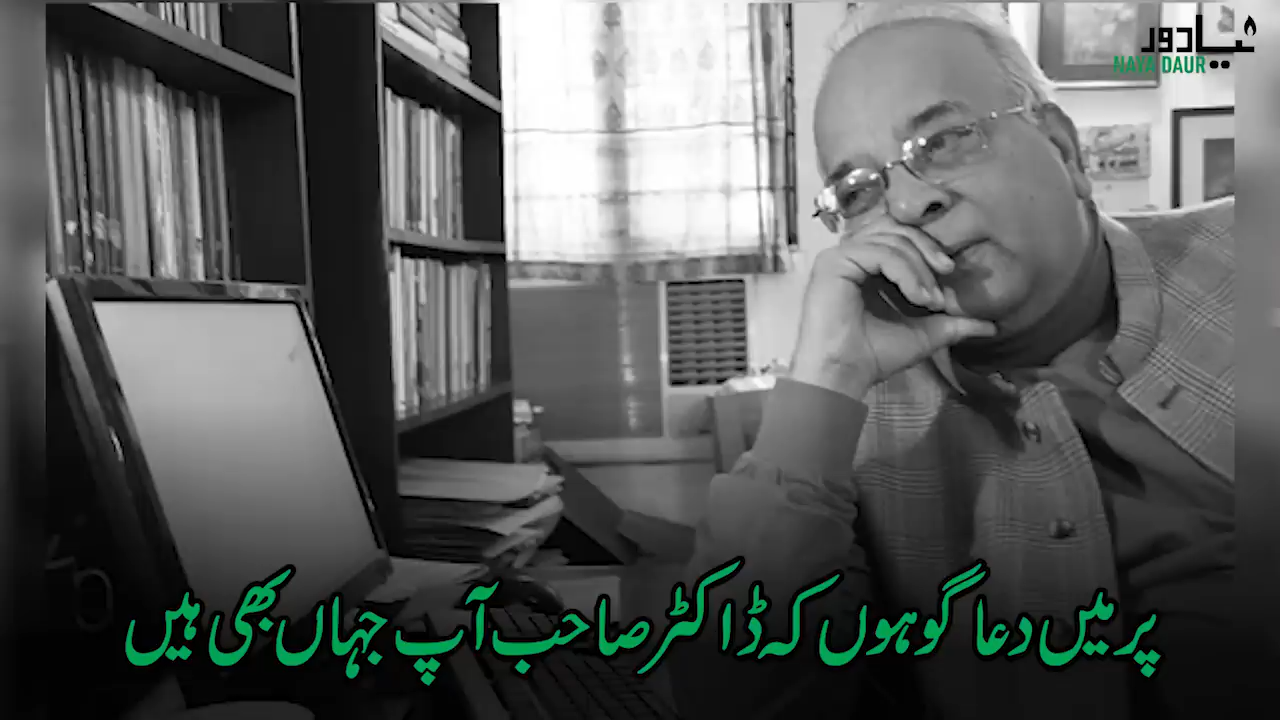 نیا دور
NAYA DAUR
پر میں دعا گو ہوں کہ ڈاکٹر صاحب آپ جہاں بھی ہیں